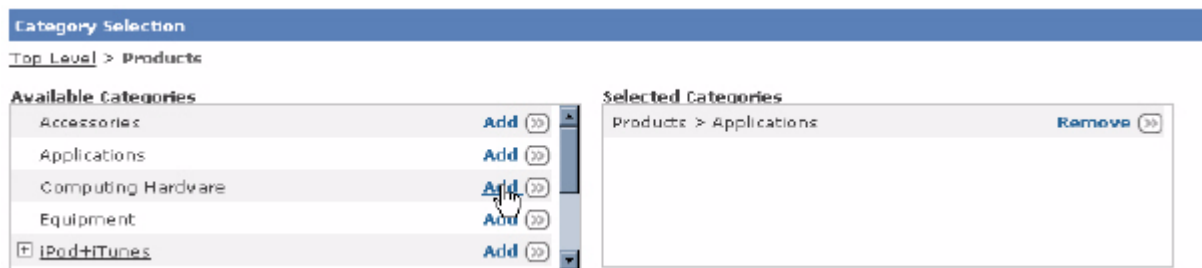 Category Selection
Top Level > Products
Available Categories
Accessories Add
Applications Add
Computing Hardware Add
Equipment Add
iPod+iTunes Add
Selected Categories
Products > Applications Remove